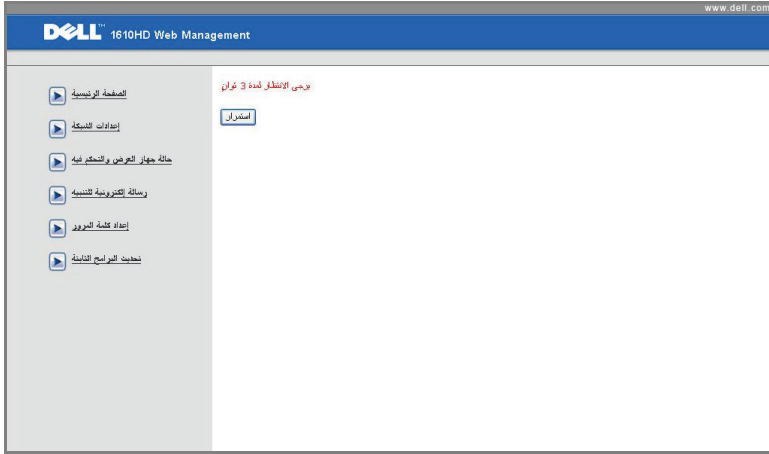 www.dell.com
DELL™ 1610HD Web Management
الصفحة الرئيسية
إعدادات الشبكة
حالة جهاز العرض والتحكم فيه
رسالة إلكترونية للتنبيه
إعداد كلمة المرور
تحديث البرامج الثابتة
يرجى الانتظار لمدة 3 ثوانٍ
استمرار